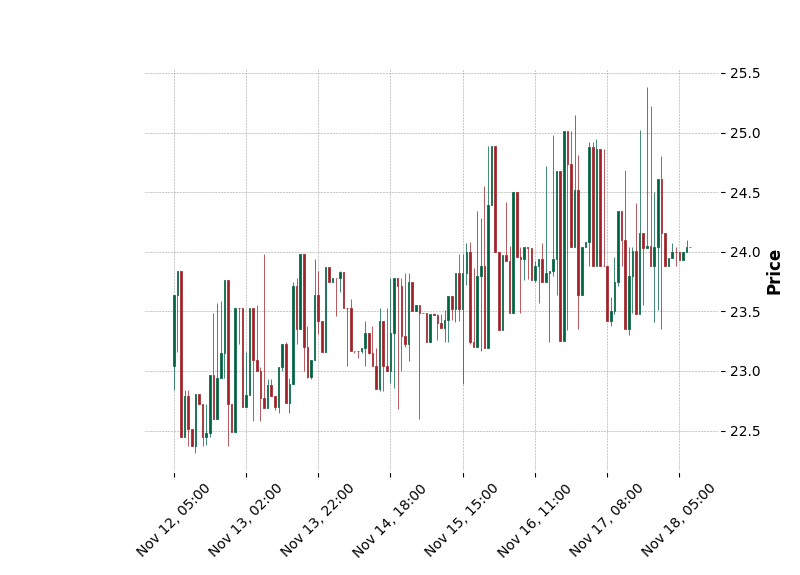 25.5
25.0
24.5
24.0
23.5
23.0
22.5
Price
Nov 12, 05:00
Nov 13, 02:00
Nov 13, 22:00
Nov 14, 18:00
Nov 15, 15:00
Nov 16, 11:00
Nov 17, 08:00
Nov 18, 05:00